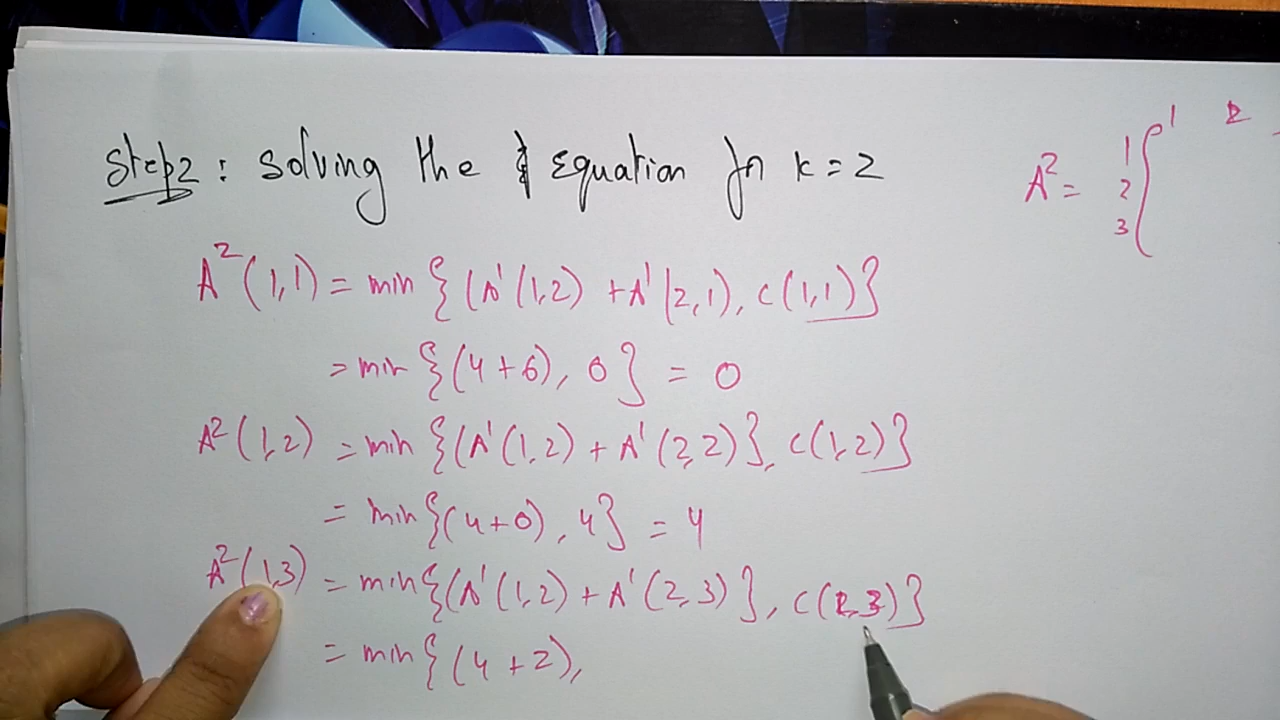 Step2 : Solving the Equation for k = 2
A² = 1 2
1
2
3
A²(1,1) = min {(A¹(1,2) + A¹(2,1), C(1,1)}
= min {(4+6), 0} = 0
A²(1,2) = min {(A¹(1,2) + A¹(2,2)}, C(1,2)}
= min {(4+0), 4} = 4
A²(1,3) = min {(A¹(1,2) + A¹(2,3)}, C(1,3)}
= min {(4+2),